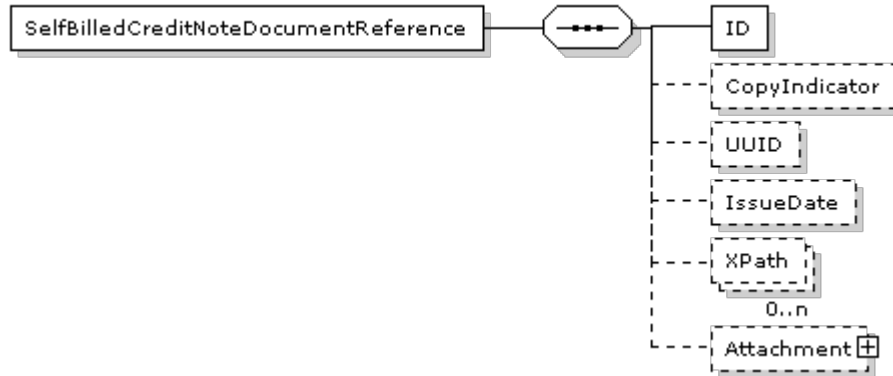 SelfBilledCreditNoteDocumentReference
ID
CopyIndicator
UUID
IssueDate
XPath
0..n
Attachment